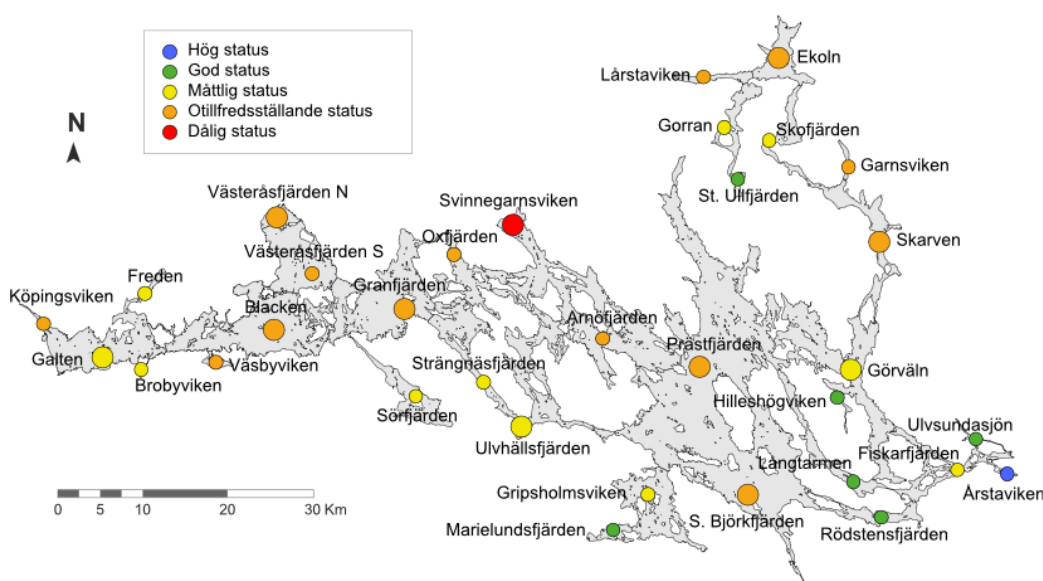 Hög status
God status
Måttlig status
Otillfredsställande status
Dålig status
N
Ekoln
Lårstaviken
Gorran
Skofjärden
Garnsviken
St. Ullfjärden
Västeråsfjärden N
Svinnegarnsviken
Oxfjärden
Skarven
Västeråsfjärden S
Freden
Granfjärden
Köpingsviken
Blacken
Arnöfjärden
Galten
Väsbyviken
Strängnäsfjärden
Prästfjärden
Görväln
Brobyviken
Hilleshögviken
Sörfjärden
Ulvhällsfjärden
Ulvsundasjön
Fiskarfjärden
Långtarmen
Årstaviken
Gripsholmsviken
S. Björkfjärden
Marielundsfjärden
Rödstensfjärden
0 5 10 20 30 Km